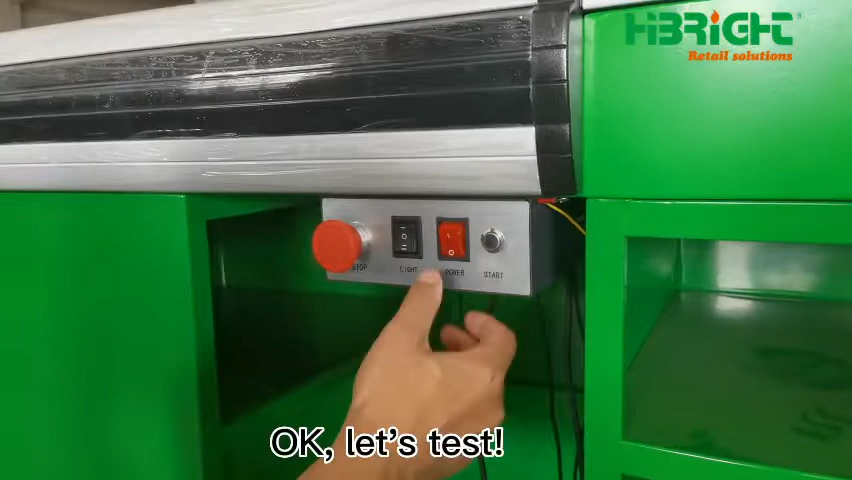 HiBRiGHT
Retail solutions
STOP
LIGHT
POWER
START
OK, let's test!